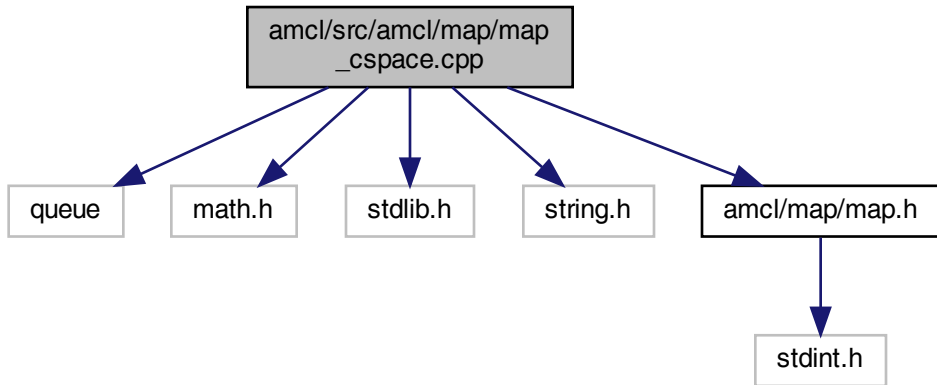 amcl/src/amcl/map/map
_cspace.cpp
queue
math.h
stdlib.h
string.h
amcl/map/map.h
stdint.h